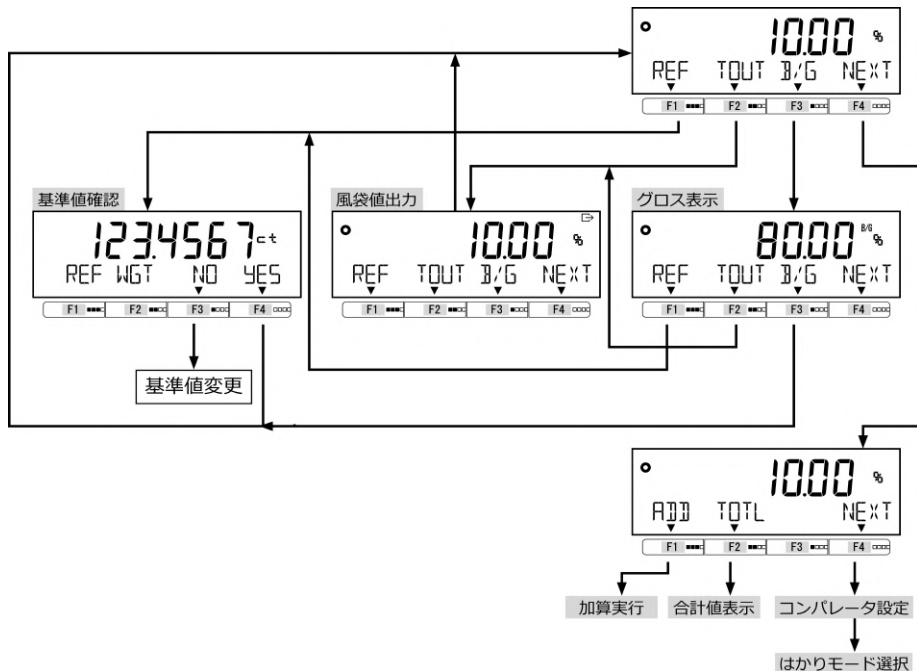 10.00 %
REF TOUT B/G NEXT
F1 F2 F3 F4
基準値確認
123.4567 ct
REF WGT NO YES
F1 F2 F3 F4
基準値変更
風袋値出力
10.00 %
REF TOUT B/G NEXT
F1 F2 F3 F4
グロス表示
80.00 B/G %
REF TOUT B/G NEXT
F1 F2 F3 F4
10.00 %
ADD TOTL NEXT
F1 F2 F3 F4
加算実行 合計値表示 コンパレータ設定
はかりモード選択